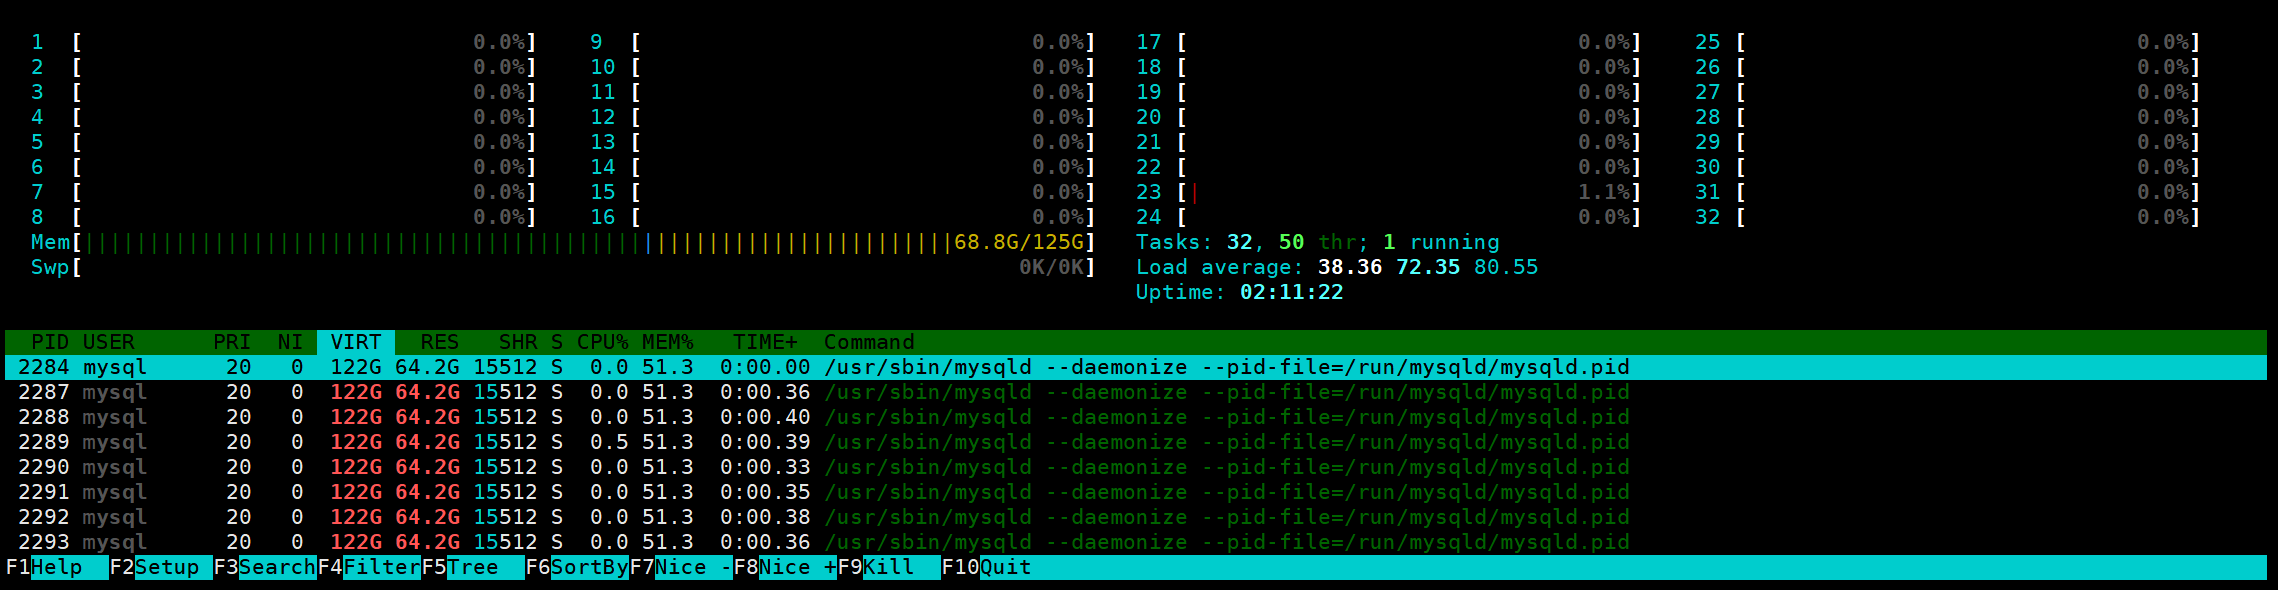 1 [ 0.0%] 9 [ 0.0%] 17 [ 0.0%] 25 [ 0.0%]
2 [ 0.0%] 10 [ 0.0%] 18 [ 0.0%] 26 [ 0.0%]
3 [ 0.0%] 11 [ 0.0%] 19 [ 0.0%] 27 [ 0.0%]
4 [ 0.0%] 12 [ 0.0%] 20 [ 0.0%] 28 [ 0.0%]
5 [ 0.0%] 13 [ 0.0%] 21 [ 0.0%] 29 [ 0.0%]
6 [ 0.0%] 14 [ 0.0%] 22 [ 0.0%] 30 [ 0.0%]
7 [ 0.0%] 15 [ 0.0%] 23 [| 1.1%] 31 [ 0.0%]
8 [ 0.0%] 16 [ 0.0%] 24 [ 0.0%] 32 [ 0.0%]
Mem[|||||||||||||||||||||||||||||||||||||||||||||||||||||||||||||||||||68.8G/125G] Tasks: 32, 50 thr; 1 running
Swp[ 0K/0K] Load average: 38.36 72.35 80.55
Uptime: 02:11:22
PID USER PRI NI VIRT RES SHR S CPU% MEM% TIME+ Command
2284 mysql 20 0 122G 64.2G 15512 S 0.0 51.3 0:00.00 /usr/sbin/mysqld --daemonize --pid-file=/run/mysqld/mysqld.pid
2287 mysql 20 0 122G 64.2G 15512 S 0.0 51.3 0:00.36 /usr/sbin/mysqld --daemonize --pid-file=/run/mysqld/mysqld.pid
2288 mysql 20 0 122G 64.2G 15512 S 0.0 51.3 0:00.40 /usr/sbin/mysqld --daemonize --pid-file=/run/mysqld/mysqld.pid
2289 mysql 20 0 122G 64.2G 15512 S 0.5 51.3 0:00.39 /usr/sbin/mysqld --daemonize --pid-file=/run/mysqld/mysqld.pid
2290 mysql 20 0 122G 64.2G 15512 S 0.0 51.3 0:00.33 /usr/sbin/mysqld --daemonize --pid-file=/run/mysqld/mysqld.pid
2291 mysql 20 0 122G 64.2G 15512 S 0.0 51.3 0:00.35 /usr/sbin/mysqld --daemonize --pid-file=/run/mysqld/mysqld.pid
2292 mysql 20 0 122G 64.2G 15512 S 0.0 51.3 0:00.38 /usr/sbin/mysqld --daemonize --pid-file=/run/mysqld/mysqld.pid
2293 mysql 20 0 122G 64.2G 15512 S 0.0 51.3 0:00.36 /usr/sbin/mysqld --daemonize --pid-file=/run/mysqld/mysqld.pid
F1Help F2Setup F3SearchF4FilterF5Tree F6SortByF7Nice -F8Nice +F9Kill F10Quit